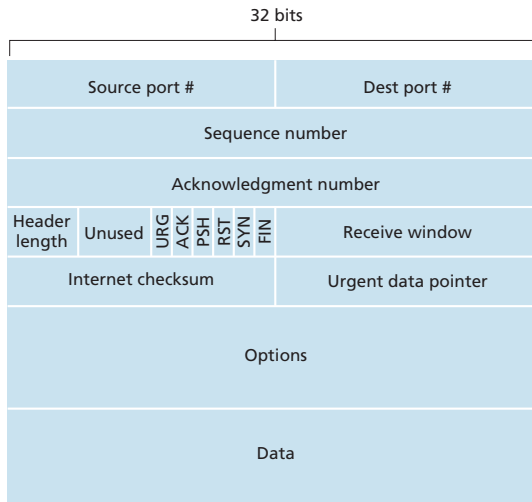 32 bits
Source port #
Dest port #
Sequence number
Acknowledgment number
Header
length
Unused
URG
ACK
PSH
RST
SYN
FIN
Receive window
Internet checksum
Urgent data pointer
Options
Data